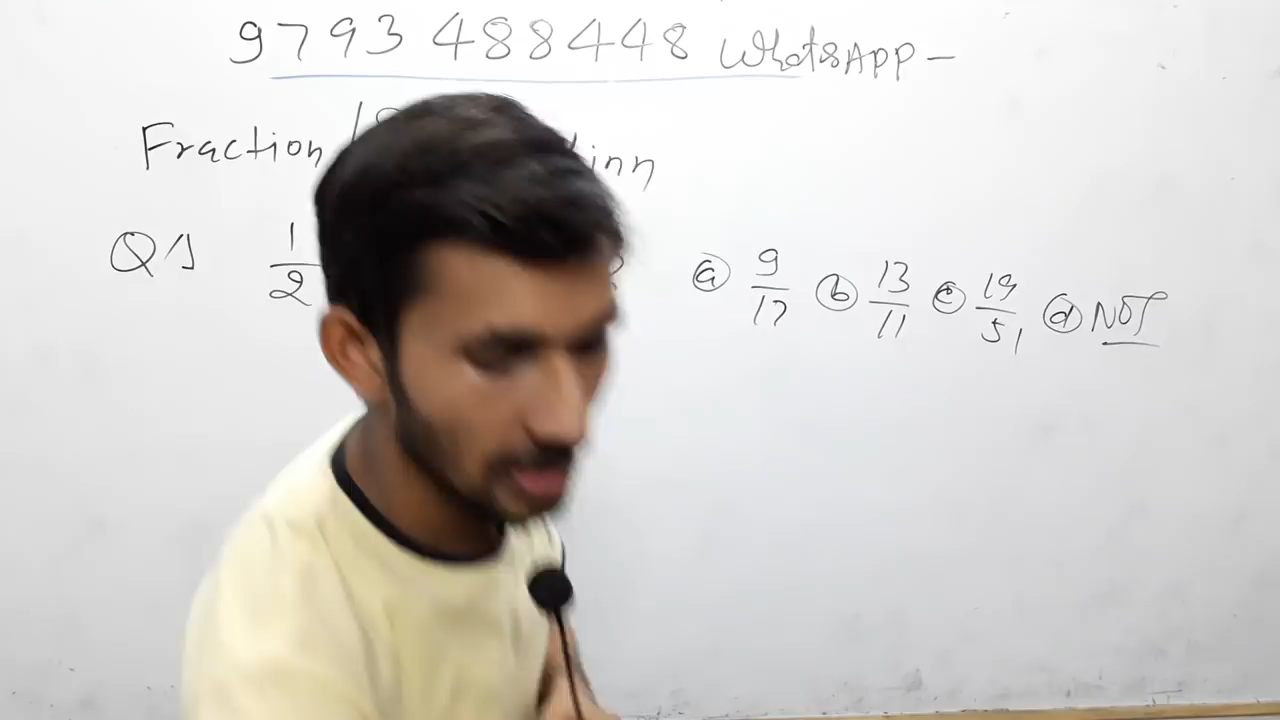 9793 488448 WhatsAPP –
Fraction
Q1 1/2 ⓐ 9/17 ⓑ 13/11 ⓒ 19/51 ⓓ NOT